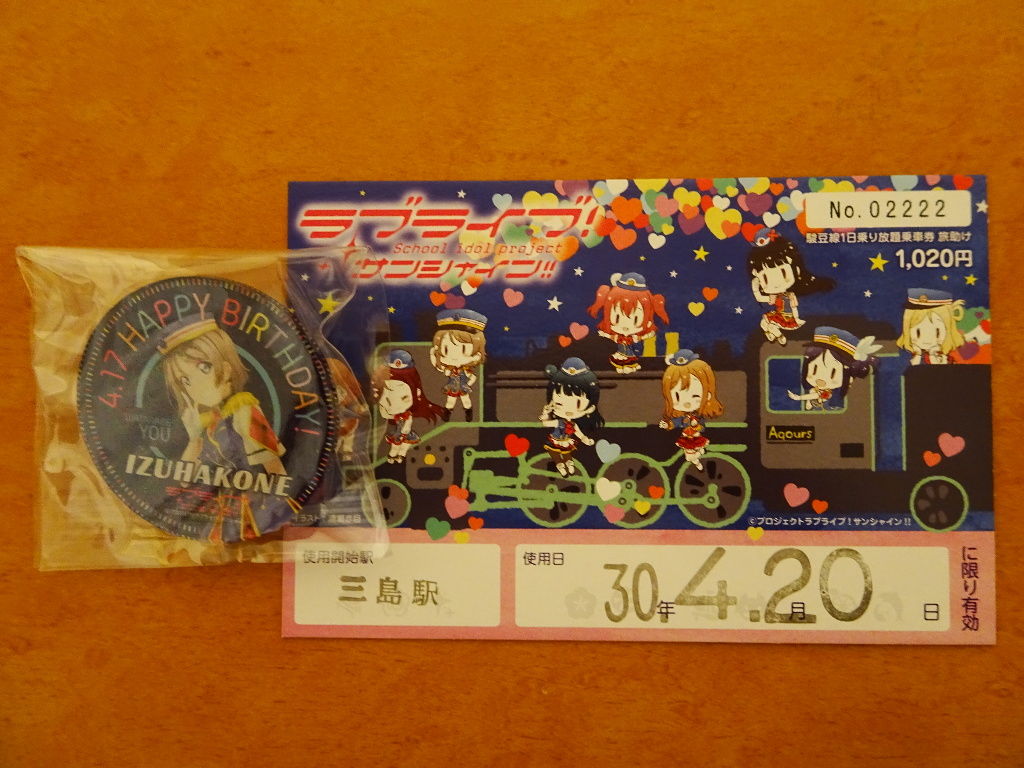 ラブライブ!
School idol project
サンシャイン!!
No.02222
駿豆線1日乗り放題乗車券 旅助け
1,020円
4.17 HAPPY BIRTHDAY!
YOU
IZUHAKONE
Aqours
©プロジェクトラブライブ!サンシャイン!!
使用開始駅
三島駅
使用日
30年4.月20日
に限り有効